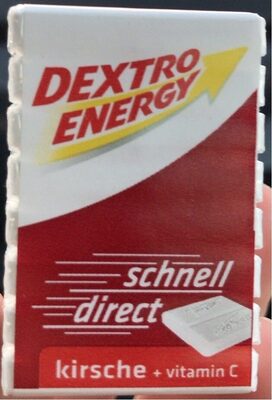 DEXTRO
ENERGY
schnell
direct
kirsche + vitamin C